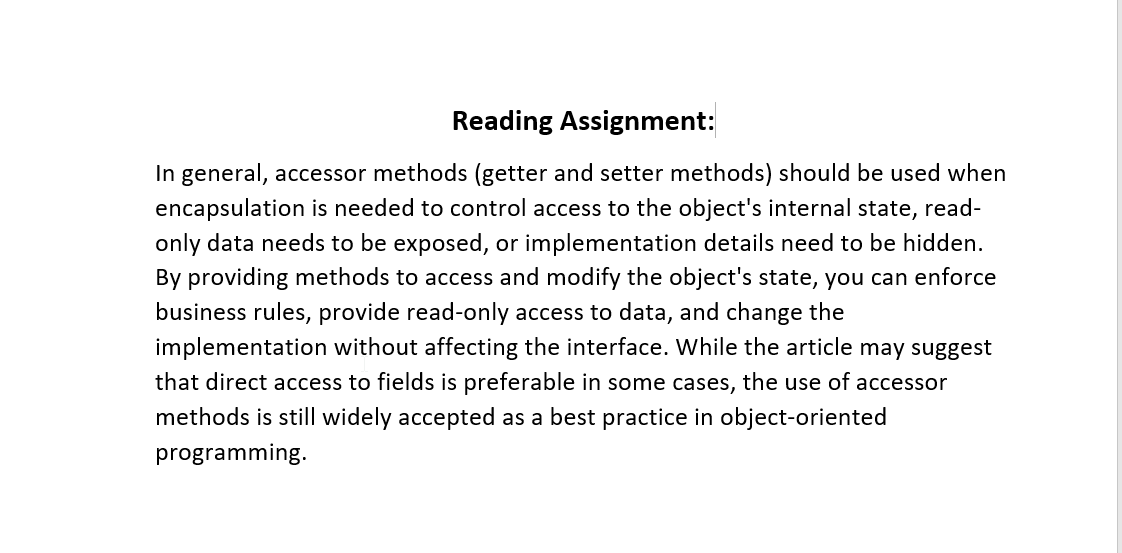 Reading Assignment:
In general, accessor methods (getter and setter methods) should be used when
encapsulation is needed to control access to the object's internal state, read-
only data needs to be exposed, or implementation details need to be hidden.
By providing methods to access and modify the object's state, you can enforce
business rules, provide read-only access to data, and change the
implementation without affecting the interface. While the article may suggest
that direct access to fields is preferable in some cases, the use of accessor
methods is still widely accepted as a best practice in object-oriented
programming.